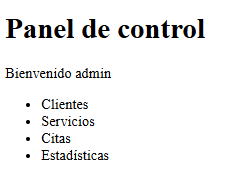 Panel de control
Bienvenido admin
Clientes
Servicios
Citas
Estadísticas